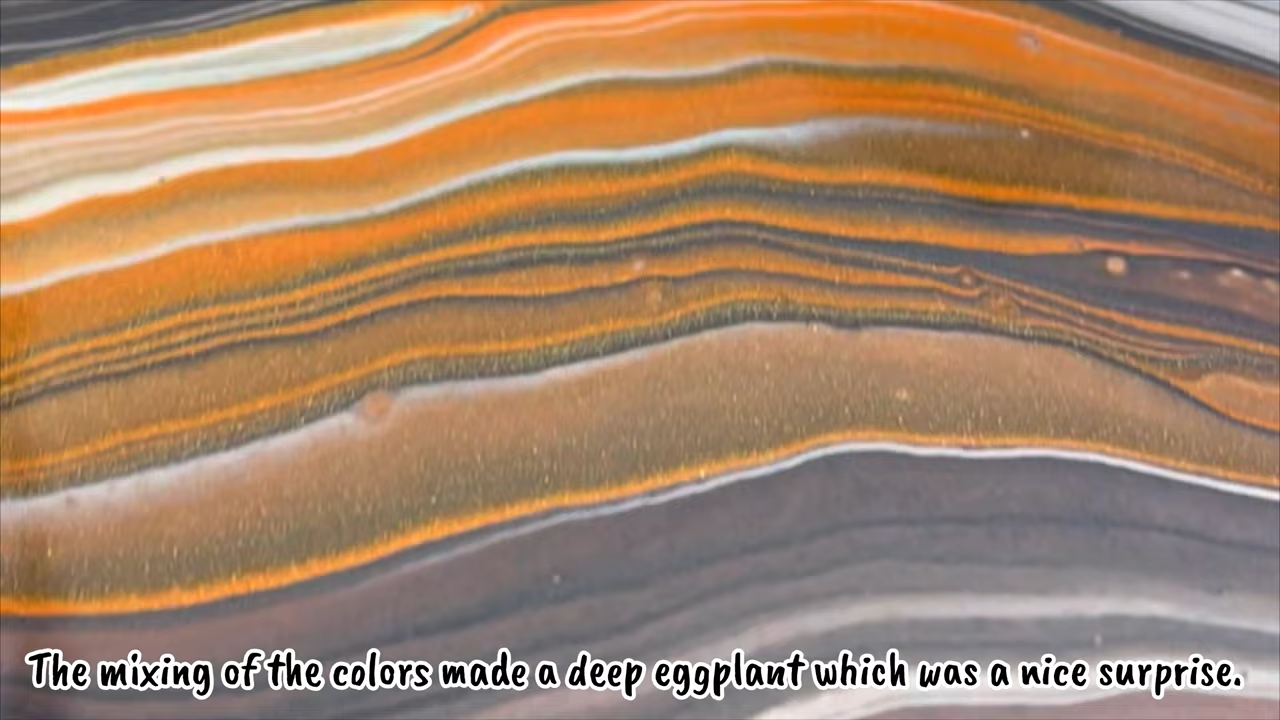 The mixing of the colors made a deep eggplant which was a nice surprise.